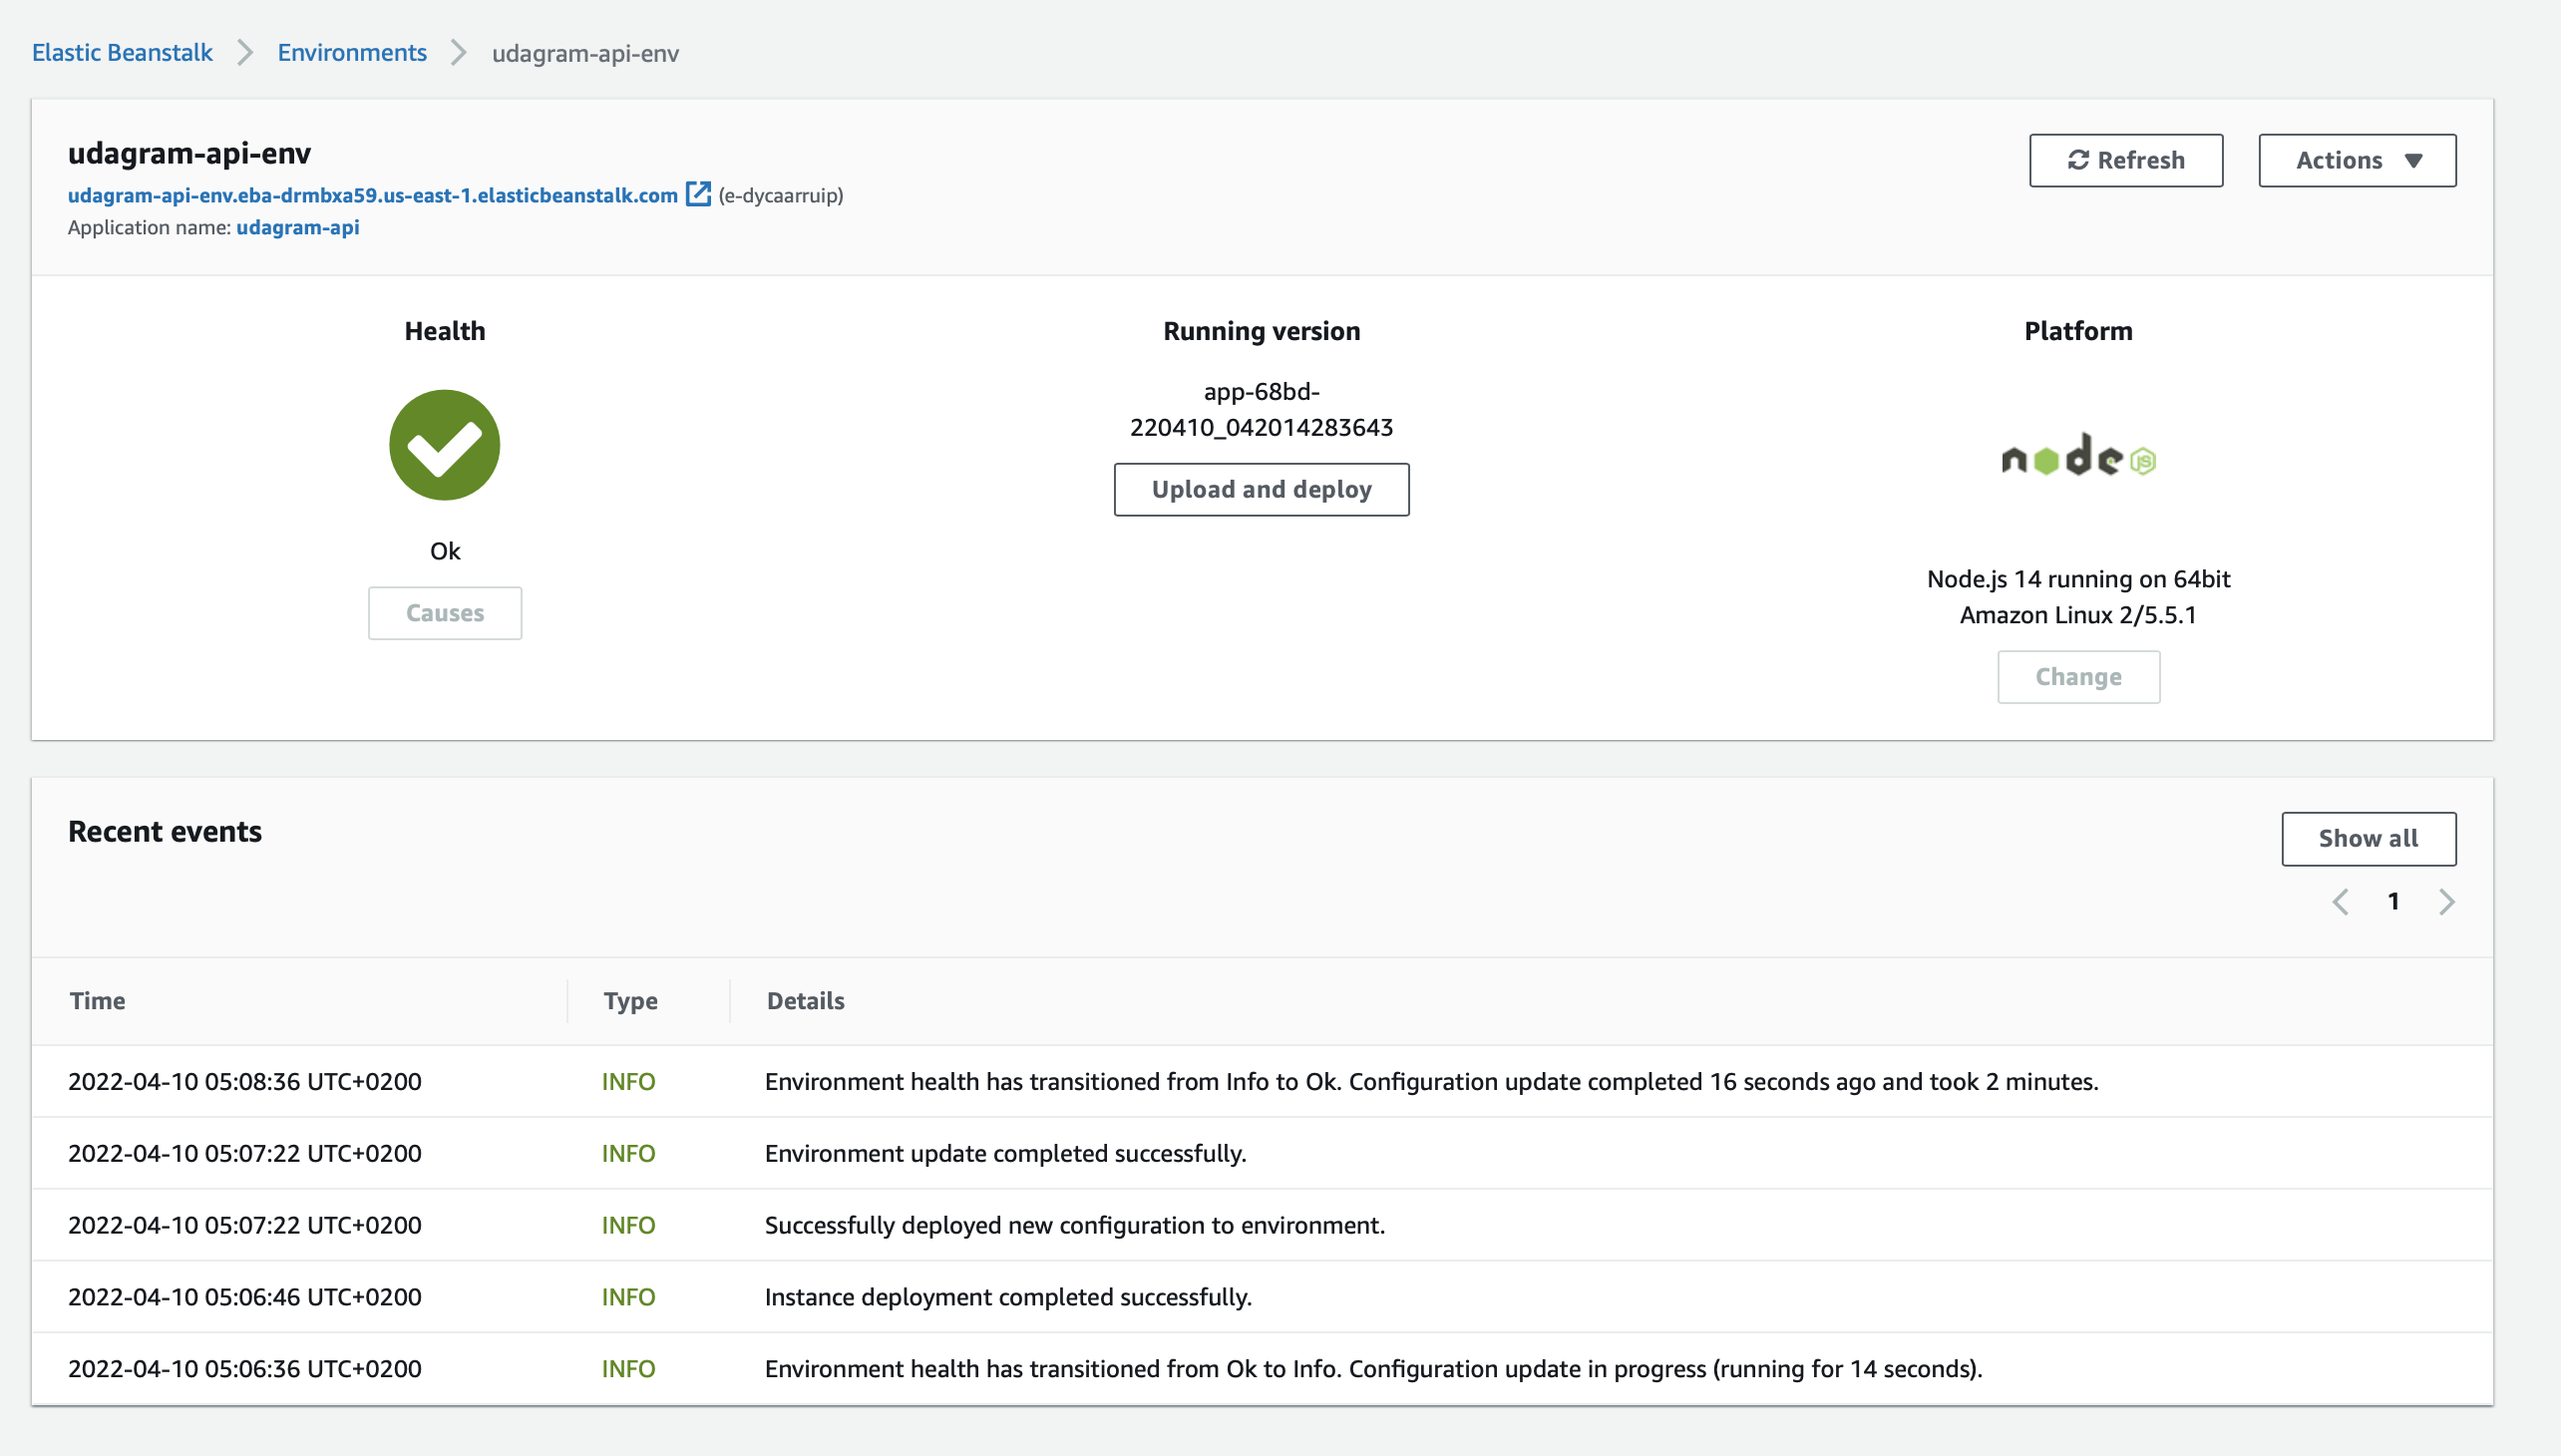 Elastic Beanstalk > Environments > udagram-api-env
udagram-api-env
Refresh
Actions
udagram-api-env.eba-drmbxa59.us-east-1.elasticbeanstalk.com (e-dycaarruip)
Application name: udagram-api
Health
Ok
Causes
Running version
app-68bd-
220410_042014283643
Upload and deploy
Platform
node JS
Node.js 14 running on 64bit
Amazon Linux 2/5.5.1
Change
Recent events
Show all
1
Time Type Details
2022-04-10 05:08:36 UTC+0200 INFO Environment health has transitioned from Info to Ok. Configuration update completed 16 seconds ago and took 2 minutes.
2022-04-10 05:07:22 UTC+0200 INFO Environment update completed successfully.
2022-04-10 05:07:22 UTC+0200 INFO Successfully deployed new configuration to environment.
2022-04-10 05:06:46 UTC+0200 INFO Instance deployment completed successfully.
2022-04-10 05:06:36 UTC+0200 INFO Environment health has transitioned from Ok to Info. Configuration update in progress (running for 14 seconds).